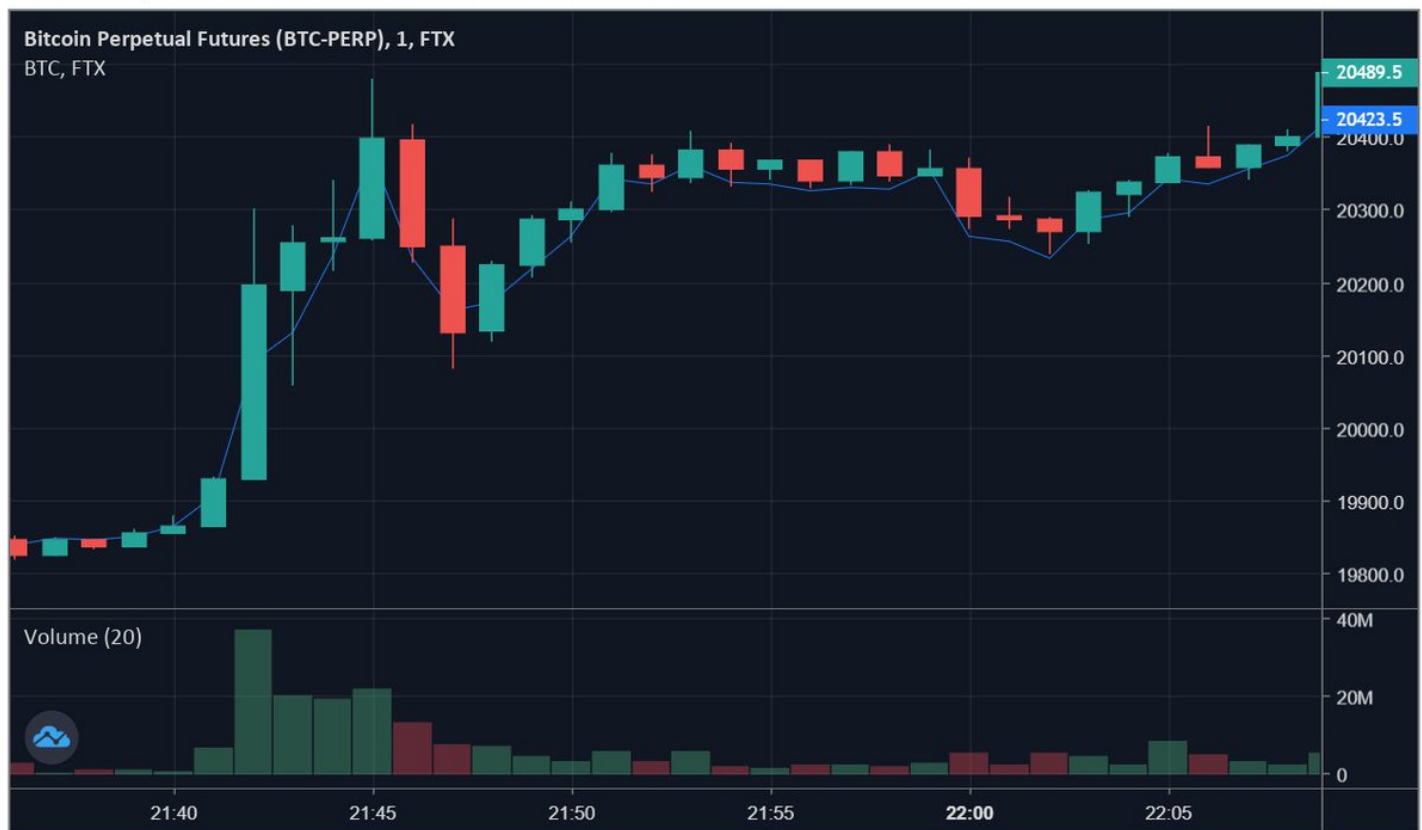 Bitcoin Perpetual Futures (BTC-PERP), 1, FTX
BTC, FTX
20489.5
20423.5
20400.0
20300.0
20200.0
20100.0
20000.0
19900.0
19800.0
Volume (20)
40M
20M
0
21:40 21:45 21:50 21:55 22:00 22:05